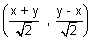 (x + y/√2 , y - x/√2)